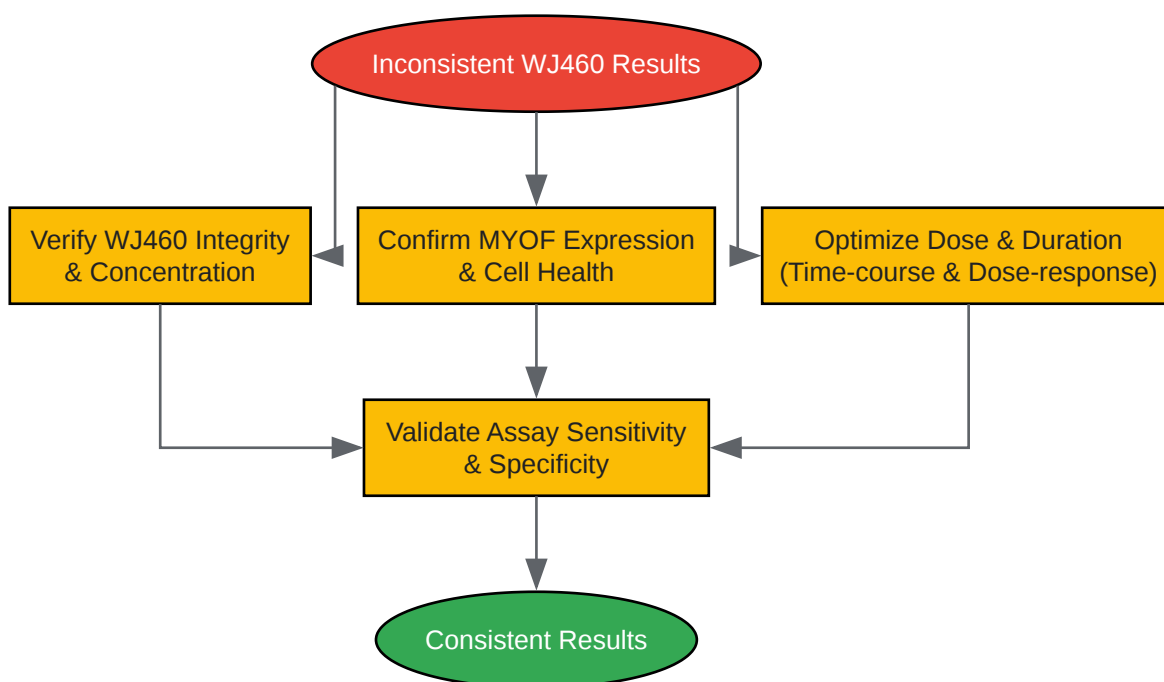 Inconsistent WJ460 Results
Verify WJ460 Integrity
& Concentration
Confirm MYOF Expression
& Cell Health
Optimize Dose & Duration
(Time-course & Dose-response)
Validate Assay Sensitivity
& Specificity
Consistent Results